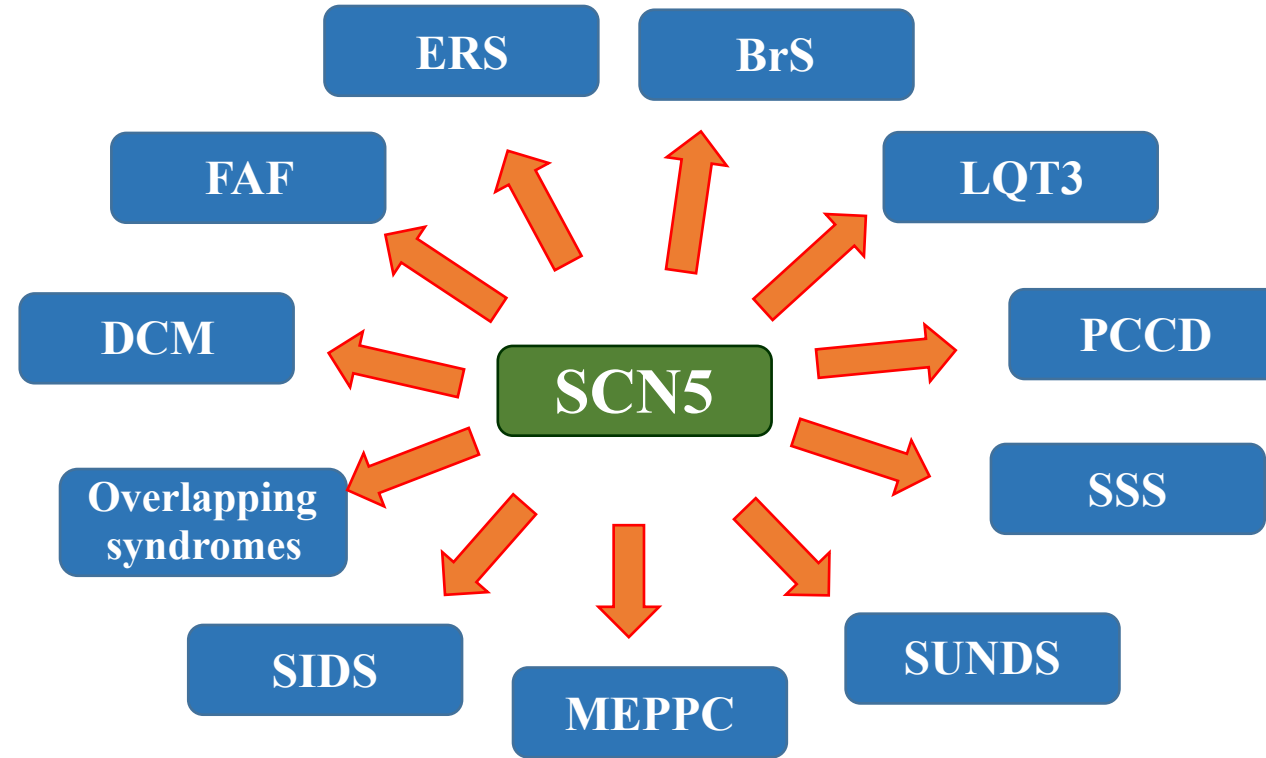 ERS
BrS
FAF
LQT3
DCM
PCCD
SCN5
SSS
Overlapping
syndromes
SIDS
SUNDS
MEPPC